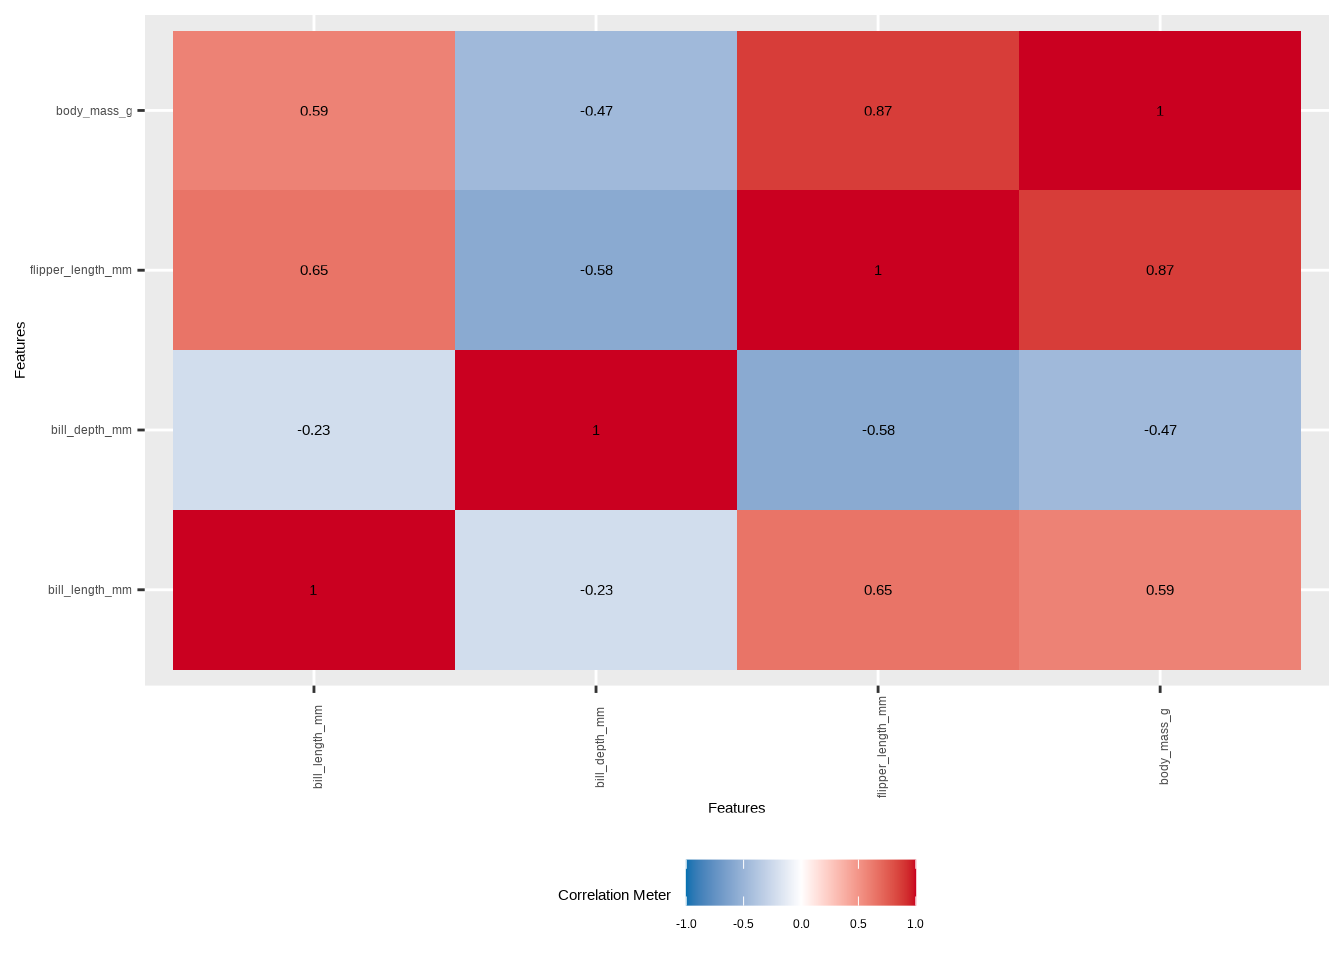 body_mass_g
0.59
-0.47
0.87
1
flipper_length_mm
0.65
-0.58
1
0.87
Features
bill_depth_mm
-0.23
1
-0.58
-0.47
bill_length_mm
1
-0.23
0.65
0.59
bill_length_mm
bill_depth_mm
flipper_length_mm
body_mass_g
Features
Correlation Meter
-1.0
-0.5
0.0
0.5
1.0